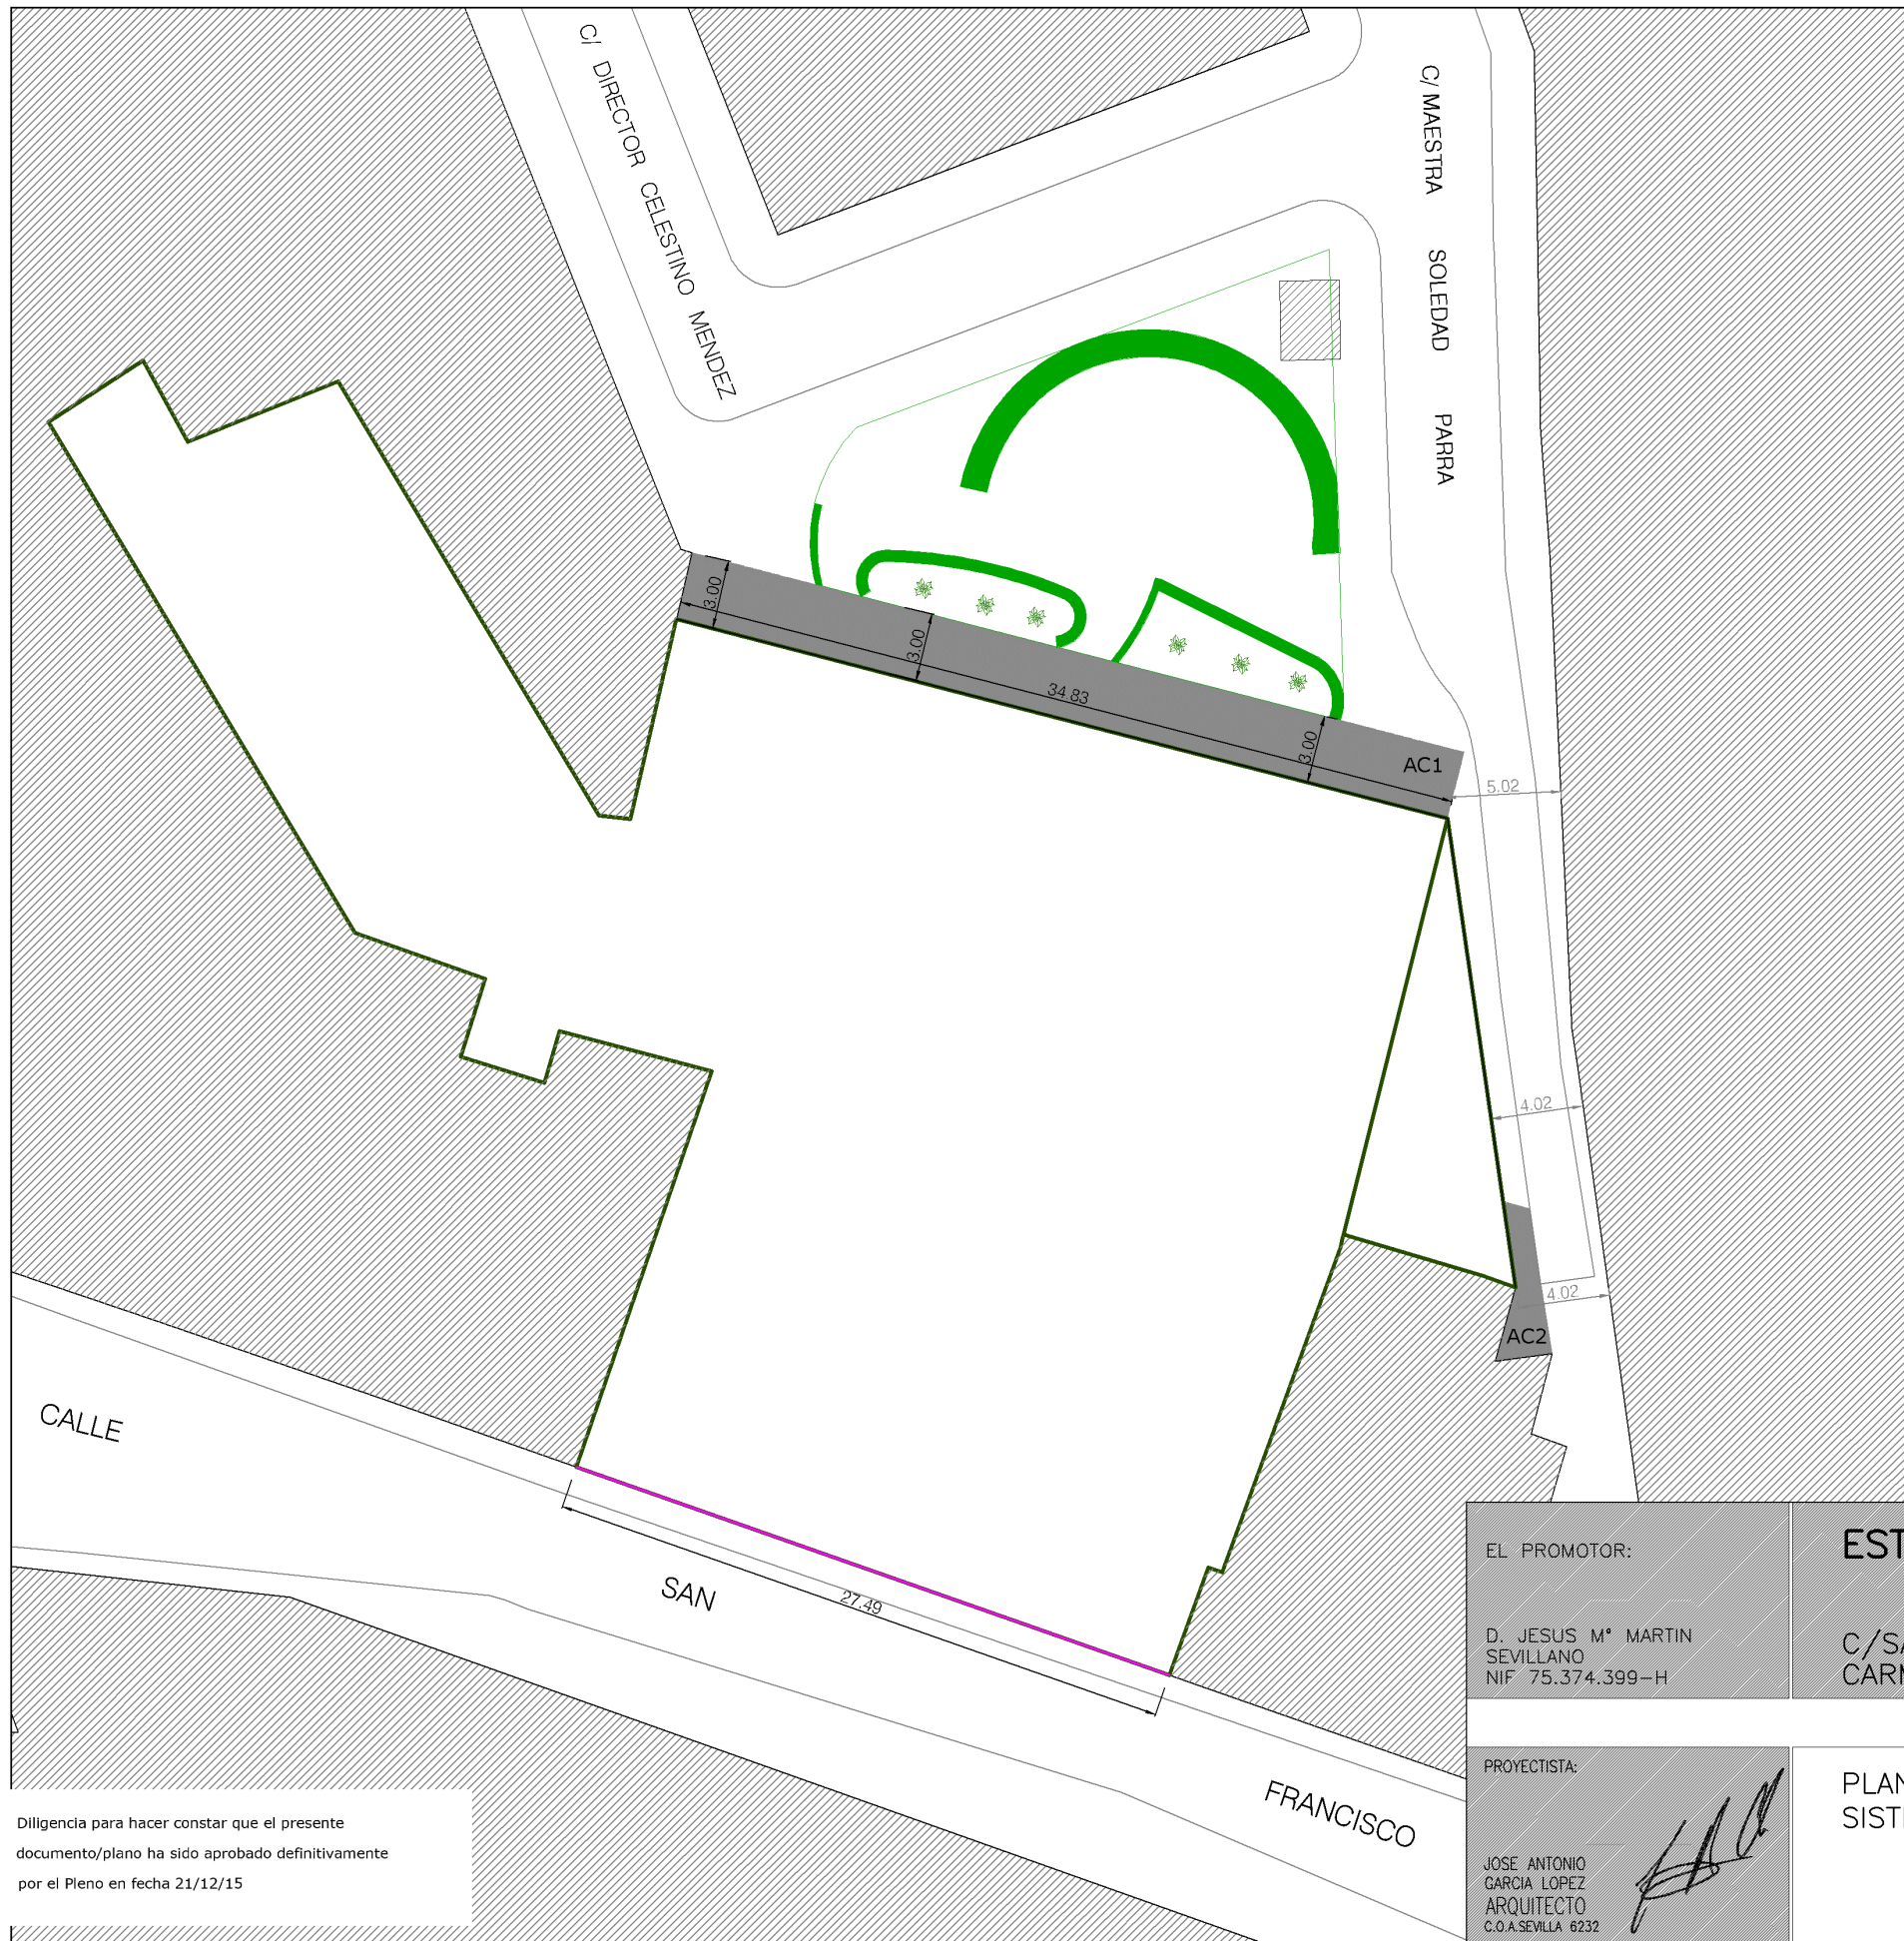 C/ DIRECTOR CELESTINO MENDEZ
C/ MAESTRA SOLEDAD PARRA
3.00
3.00
34.83
3.00
AC1
5.02
4.02
4.02
AC2
CALLE
SAN
FRANCISCO
27.49
EL PROMOTOR:
D. JESUS Mª MARTIN
SEVILLANO
NIF 75.374.399-H
EST
C/SA
CARM
PROYECTISTA:
JOSE ANTONIO
GARCIA LOPEZ
ARQUITECTO
C.O.A.SEVILLA 6232
PLAN
SISTE
Diligencia para hacer constar que el presente
documento/plano ha sido aprobado definitivamente
por el Pleno en fecha 21/12/15